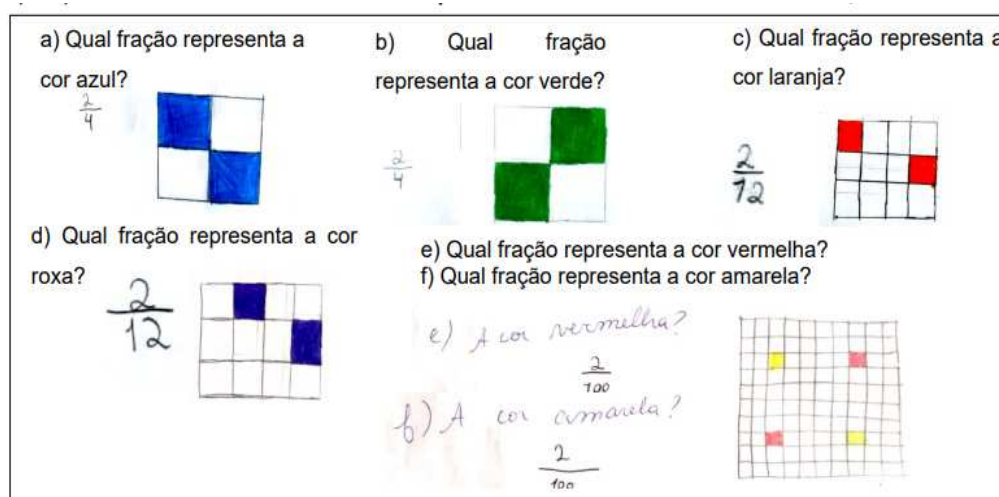 a) Qual fração representa a
cor azul?
2/4
b) Qual fração
representa a cor verde?
2/4
c) Qual fração representa a
cor laranja?
2/12
d) Qual fração representa a cor
roxa?
2/12
e) Qual fração representa a cor vermelha?
f) Qual fração representa a cor amarela?
e) A cor vermelha?
2/100
f) A cor amarela?
2/100